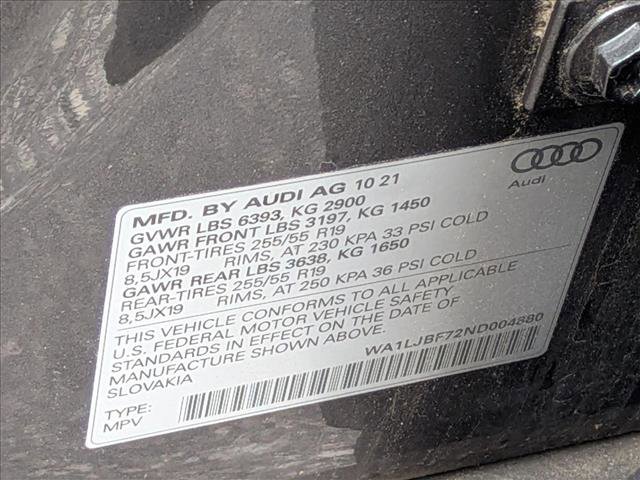 MFD. BY AUDI AG 10 21
GVWR LBS 6393, KG 2900
GAWR FRONT LBS 3197, KG 1450
FRONT-TIRES 255/55 R19
8,5JX19 RIMS, AT 230 KPA 33 PSI COLD
GAWR REAR LBS 3638, KG 1650
REAR-TIRES 255/55 R19
8,5JX19 RIMS, AT 250 KPA 36 PSI COLD
Audi
THIS VEHICLE CONFORMS TO ALL APPLICABLE
U.S. FEDERAL MOTOR VEHICLE SAFETY
STANDARDS IN EFFECT ON THE DATE OF
MANUFACTURE SHOWN ABOVE.
SLOVAKIA
WA1LJBF72ND004880
TYPE:
MPV